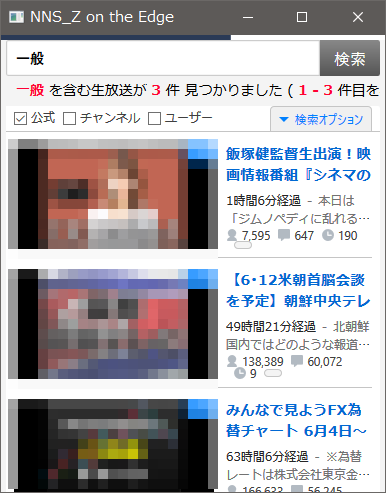 NNS_Z on the Edge
一般
検索
一般 を含む生放送が 3 件 見つかりました ( 1 - 3 件目を
公式 チャンネル ユーザー
検索オプション
飯塚健監督生出演！映
画情報番組『シネマの
1時間6分経過 - 本日は
「ジムノペディに乱れる…
7,595 647 190
【6･12米朝首脳会談
を予定】朝鮮中央テレ
49時間21分経過 - 北朝鮮
国内ではどのような報道…
138,389 60,072
9
みんなで見ようFX為
替チャート 6月4日～
63時間6分経過 - ※為替
レートは株式会社東京金…
166,632 56,245